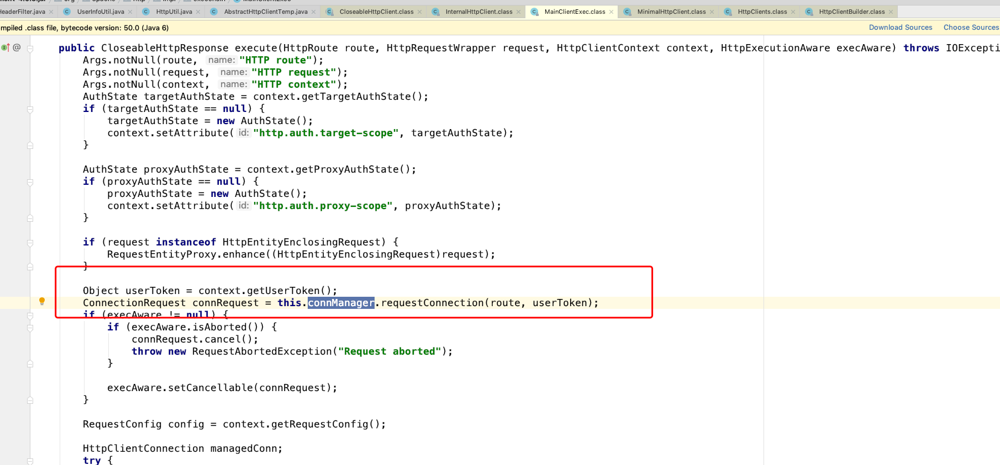 org apache http impl execchain MainClientExec
HeaderFilter.java UserInfoUtil.java HttpUtil.java AbstractHttpClientTemp.java CloseableHttpClient.class InternalHttpClient.class MainClientExec.class MinimalHttpClient.class HttpClients.class HttpClientBuilder.class
mpiled .class file, bytecode version: 50.0 (Java 6) Download Sources Choose Sources
public CloseableHttpResponse execute(HttpRoute route, HttpRequestWrapper request, HttpClientContext context, HttpExecutionAware execAware) throws IOExcepti
Args.notNull(route, name: "HTTP route");
Args.notNull(request, name: "HTTP request");
Args.notNull(context, name: "HTTP context");
AuthState targetAuthState = context.getTargetAuthState();
if (targetAuthState == null) {
targetAuthState = new AuthState();
context.setAttribute( id: "http.auth.target-scope", targetAuthState);
}
AuthState proxyAuthState = context.getProxyAuthState();
if (proxyAuthState == null) {
proxyAuthState = new AuthState();
context.setAttribute( id: "http.auth.proxy-scope", proxyAuthState);
}
if (request instanceof HttpEntityEnclosingRequest) {
RequestEntityProxy.enhance((HttpEntityEnclosingRequest)request);
}
Object userToken = context.getUserToken();
ConnectionRequest connRequest = this.connManager.requestConnection(route, userToken);
if (execAware != null) {
if (execAware.isAborted()) {
connRequest.cancel();
throw new RequestAbortedException("Request aborted");
}
execAware.setCancellable(connRequest);
}
RequestConfig config = context.getRequestConfig();
HttpClientConnection managedConn;
try {